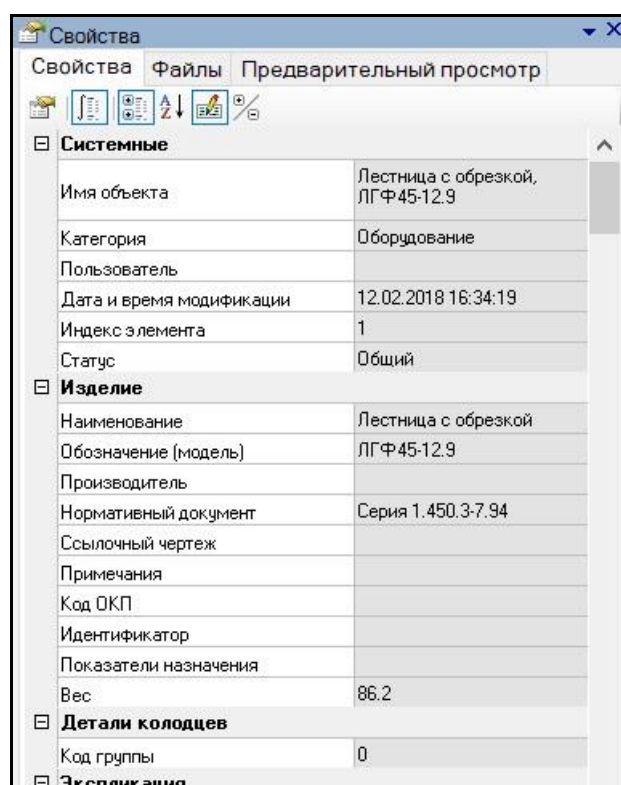 Свойства
Свойства Файлы Предварительный просмотр
Системные
Имя объекта Лестница с обрезкой,
ЛГФ45-12.9
Категория Оборудование
Пользователь
Дата и время модификации 12.02.2018 16:34:19
Индекс элемента 1
Статус Общий
Изделие
Наименование Лестница с обрезкой
Обозначение (модель) ЛГФ45-12.9
Производитель
Нормативный документ Серия 1.450.3-7.94
Ссылочный чертеж
Примечания
Код ОКП
Идентификатор
Показатели назначения
Вес 86.2
Детали колодцев
Код группы 0
Экспликация